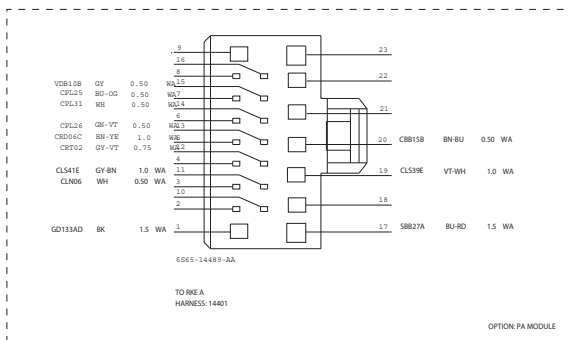 9
16
8
VDB10B GY 0.50 WA 15
CPL25 BU-OG 0.50 WA 7
CPL31 WH 0.50 WA 14
6
CPL26 GN-VT 0.50 WA 13
CRD06C BN-YE 1.0 WA 5
CRT02 GY-VT 0.75 WA 12
4
CLS41E GY-BN 1.0 WA 11
CLN06 WH 0.50 WA 3
10
2
GD133AD BK 1.5 WA 1
23
22
21
20 CBB15B BN-BU 0.50 WA
19 CLS39E VT-WH 1.0 WA
18
17 SBB27A BU-RD 1.5 WA
6S65-14489-AA
TO RKE A
HARNESS: 14401
OPTION: PA MODULE